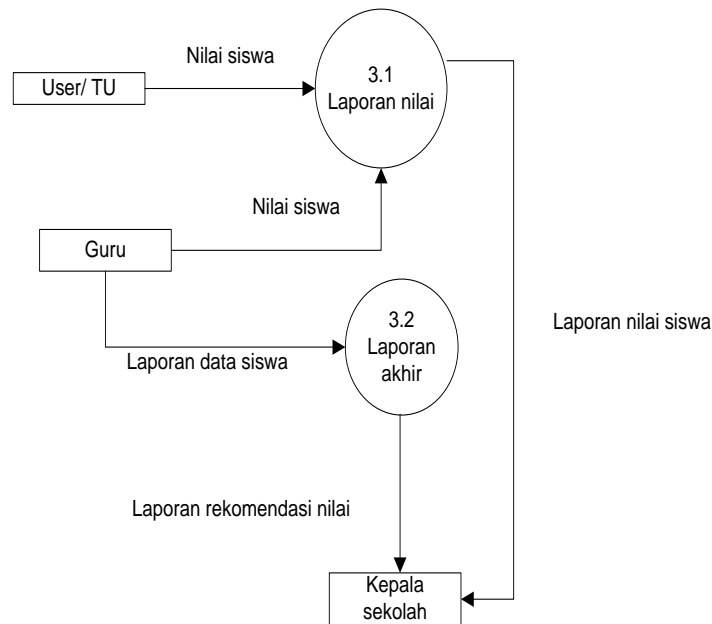 Nilai siswa
3.1
Laporan nilai
User/ TU
Nilai siswa
Guru
3.2
Laporan
akhir
Laporan nilai siswa
Laporan data siswa
Laporan rekomendasi nilai
Kepala
sekolah